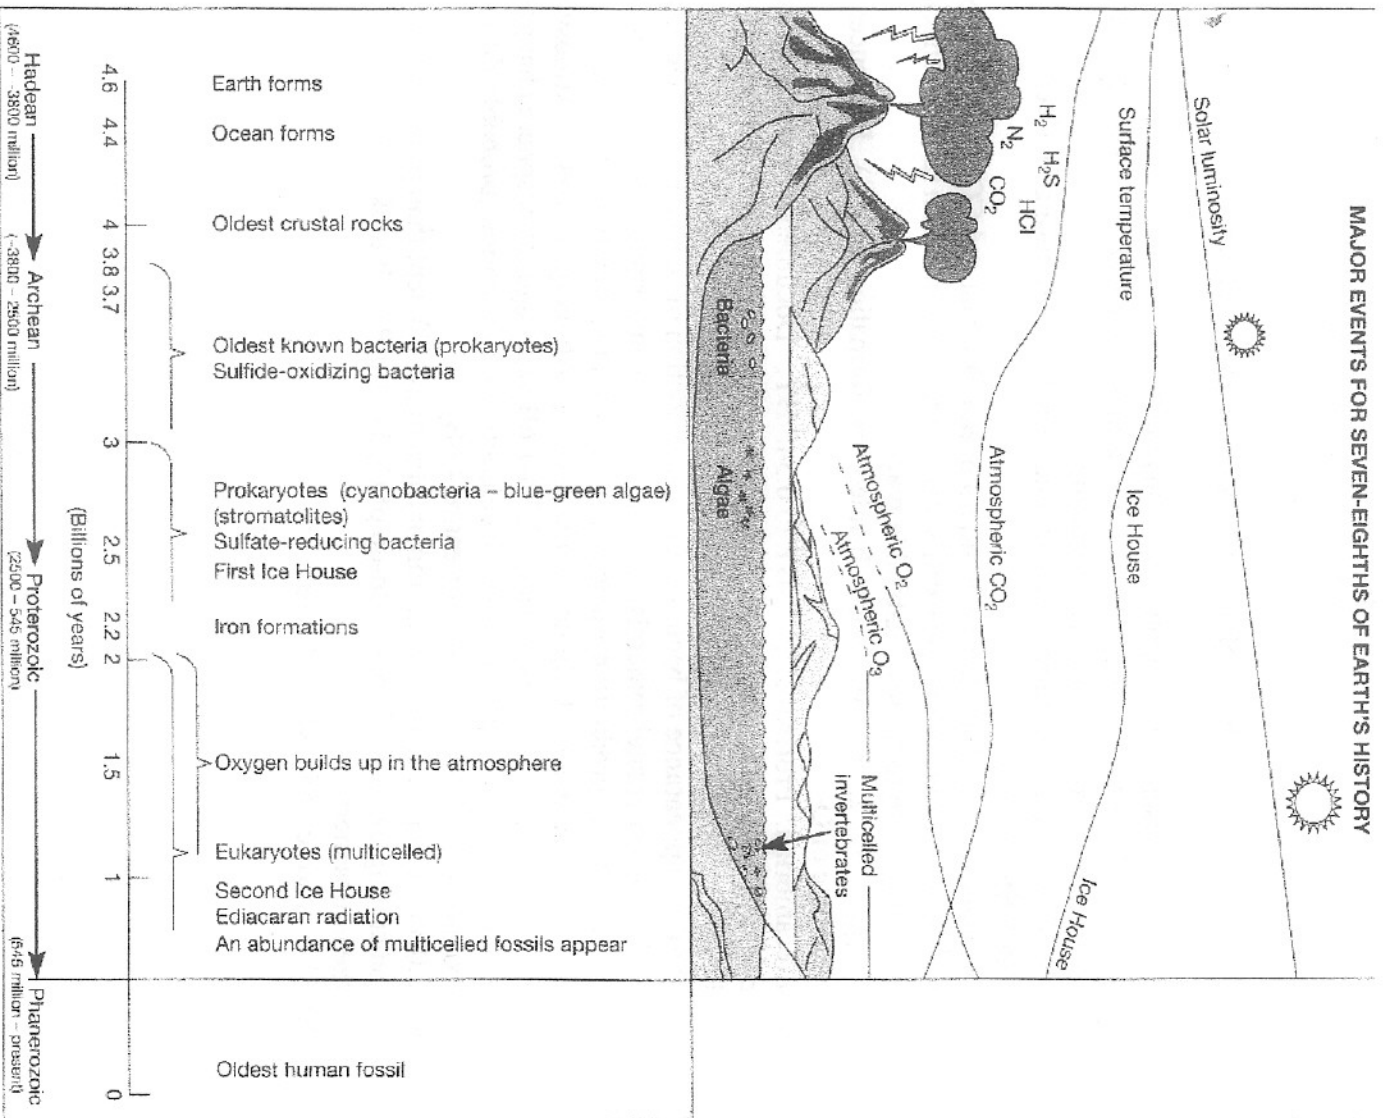 MAJOR EVENTS FOR SEVEN-EIGHTHS OF EARTH'S HISTORY
Solar luminosity
Surface temperature
Ice House
Ice House
H₂
H₂S
N₂
CO₂
HCl
Atmospheric CO₂
Atmospheric O₂
Atmospheric O₃
Multicelled
invertebrates
Bacteria
Algae
Earth forms
Ocean forms
Oldest crustal rocks
Oldest known bacteria (prokaryotes)
Sulfide-oxidizing bacteria
Prokaryotes (cyanobacteria – blue-green algae)
(stromatolites)
Sulfate-reducing bacteria
First Ice House
Iron formations
Oxygen builds up in the atmosphere
Eukaryotes (multicelled)
Second Ice House
Ediacaran radiation
An abundance of multicelled fossils appear
Oldest human fossil
4.6
4.4
4
3.8
3.7
3
2.5
2.2
2
1.5
1
0
(Billions of years)
Hadean
(4600 – ~3800 million)
Archean
(~3800 – 2500 million)
Proterozoic
(2500 – 545 million)
Phanerozoic
(545 million – present)